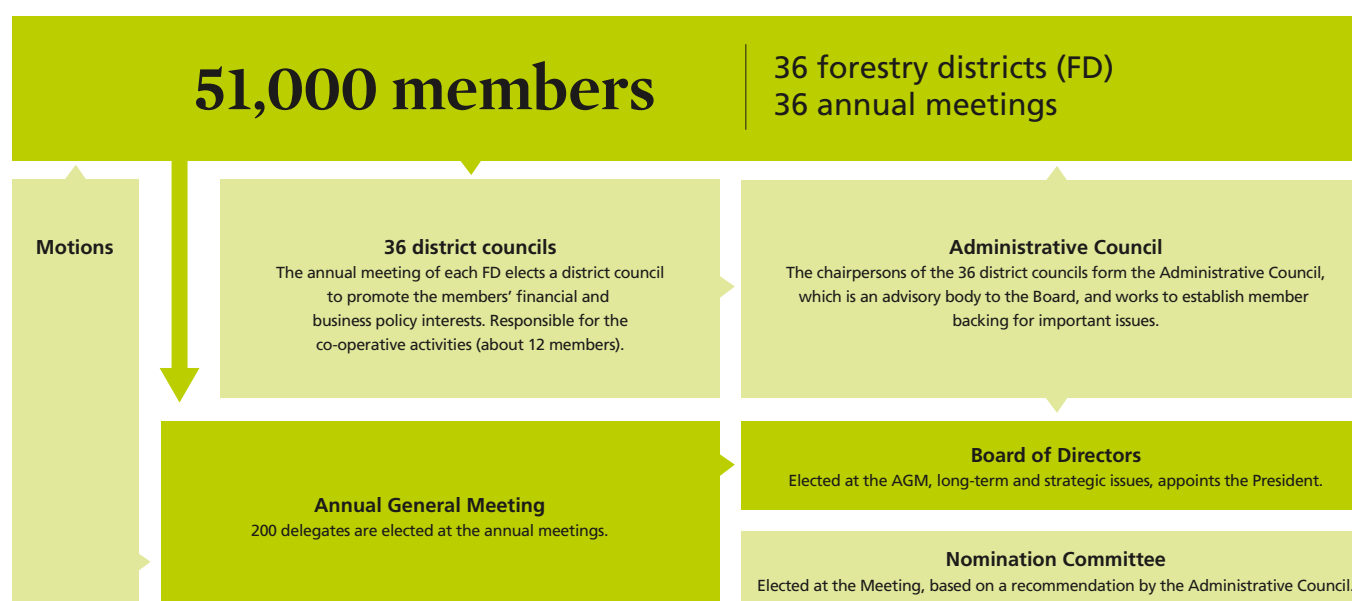 51,000 members
36 forestry districts (FD)
36 annual meetings
Motions
36 district councils
The annual meeting of each FD elects a district council
to promote the members’ financial and
business policy interests. Responsible for the
co-operative activities (about 12 members).
Administrative Council
The chairpersons of the 36 district councils form the Administrative Council,
which is an advisory body to the Board, and works to establish member
backing for important issues.
Annual General Meeting
200 delegates are elected at the annual meetings.
Board of Directors
Elected at the AGM, long-term and strategic issues, appoints the President.
Nomination Committee
Elected at the Meeting, based on a recommendation by the Administrative Council.